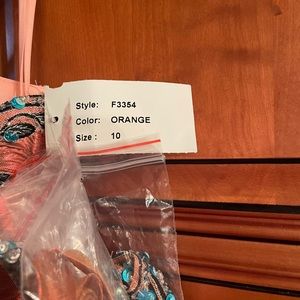 Style: F3354
Color: ORANGE
Size : 10